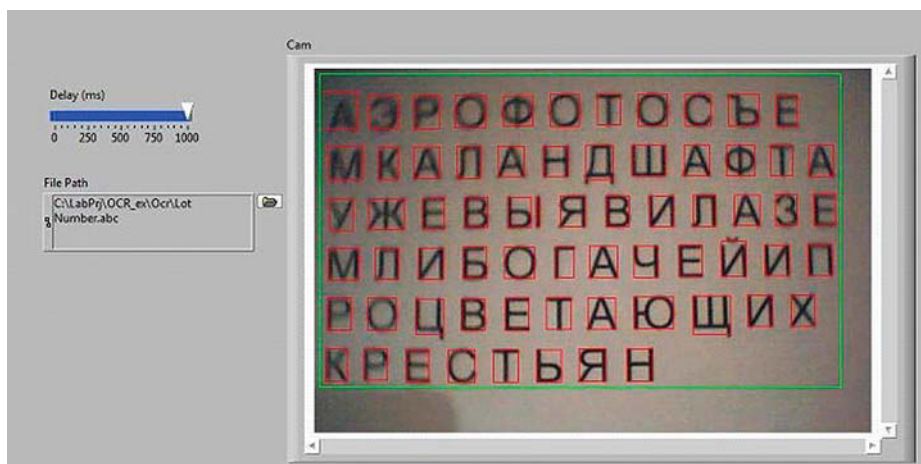 Cam
Delay (ms)
0 250 500 750 1000
File Path
C:\LabPrj\OCR_ex\Ocr\Lot
Number.abc
АЭРОФОТОСЪЕ
МКАЛАНДШАФТА
УЖЕВЫЯВИЛАЗЕ
МЛИБОГАЧЕЙИП
РОЦВЕТАЮЩИХ
КРЕСТЬЯН